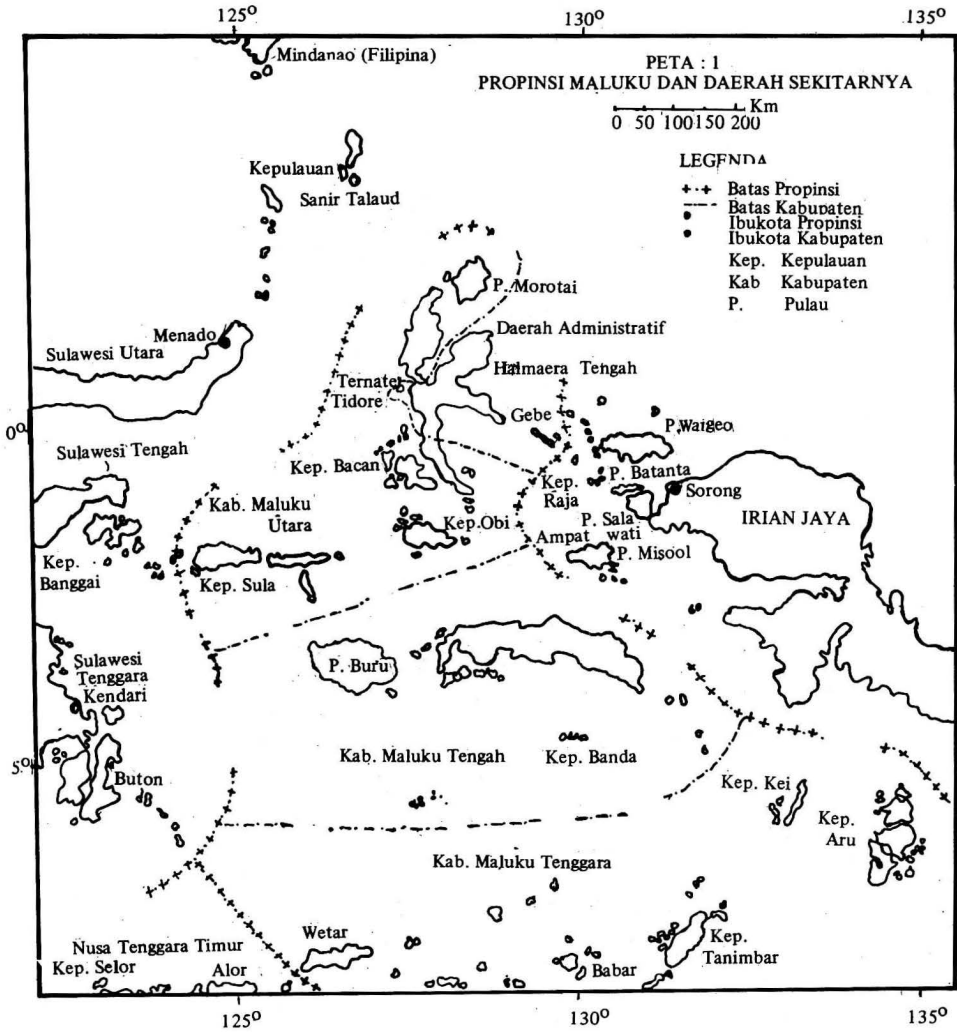 125° 130° 135°
Mindanao (Filipina)
PETA : 1
PROPINSI MALUKU DAN DAERAH SEKITARNYA
Km
0 50 100 150 200
LEGENDA
Batas Propinsi
Batas Kabupaten
Ibukota Propinsi
Ibukota Kabupaten
Kep. Kepulauan
Kab Kabupaten
P. Pulau
Kepulauan
Sanir Talaud
P. Morotai
Menado
Sulawesi Utara
Daerah Administratif
Halmaera Tengah
Ternate
Tidore
Gebe
0°
P. Waigeo
Sulawesi Tengah
Kep. Bacan
P. Batanta
Kep.
Raja
Ampat
Sorong
Kab. Maluku
Utara
Kep. Obi
P. Sala
wati
IRIAN JAYA
P. Misool
Kep.
Banggai
Kep. Sula
Sulawesi
Tenggara
Kendari
P. Buru
5°
Buton
Kab. Maluku Tengah
Kep. Banda
Kep. Kei
Kep.
Aru
Kab. Maluku Tenggara
Nusa Tenggara Timur
Kep. Selor
Alor
Wetar
Babar
Kep.
Tanimbar
125° 130° 135°